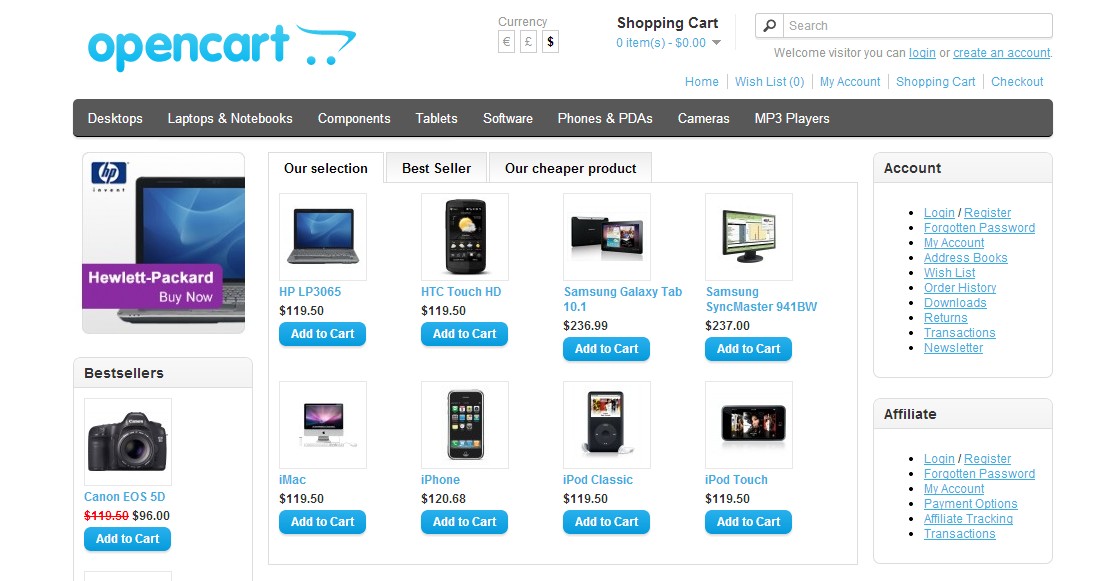 opencart
Currency
€ £ $
Shopping Cart
0 item(s) - $0.00
Search
Welcome visitor you can login or create an account.
Home Wish List (0) My Account Shopping Cart Checkout
Desktops Laptops & Notebooks Components Tablets Software Phones & PDAs Cameras MP3 Players
hp
invent
Hewlett-Packard
Buy Now
Bestsellers
Canon
Canon EOS 5D
$119.50 $96.00
Add to Cart
Our selection Best Seller Our cheaper product
HP LP3065
$119.50
Add to Cart
HTC Touch HD
$119.50
Add to Cart
Samsung Galaxy Tab
10.1
$236.99
Add to Cart
Samsung
SyncMaster 941BW
$237.00
Add to Cart
iMac
$119.50
Add to Cart
iPhone
$120.68
Add to Cart
iPod Classic
$119.50
Add to Cart
iPod Touch
$119.50
Add to Cart
Account
Login / Register
Forgotten Password
My Account
Address Books
Wish List
Order History
Downloads
Returns
Transactions
Newsletter
Affiliate
Login / Register
Forgotten Password
My Account
Payment Options
Affiliate Tracking
Transactions